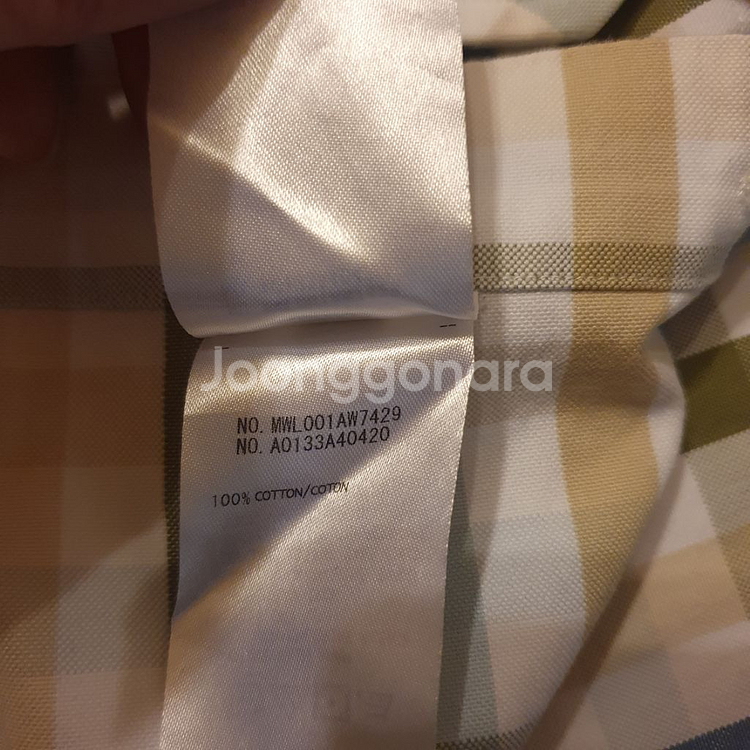 Joonggonara
NO. MWL001AW7429
NO. A0133A40420
100% COTTON/COTON